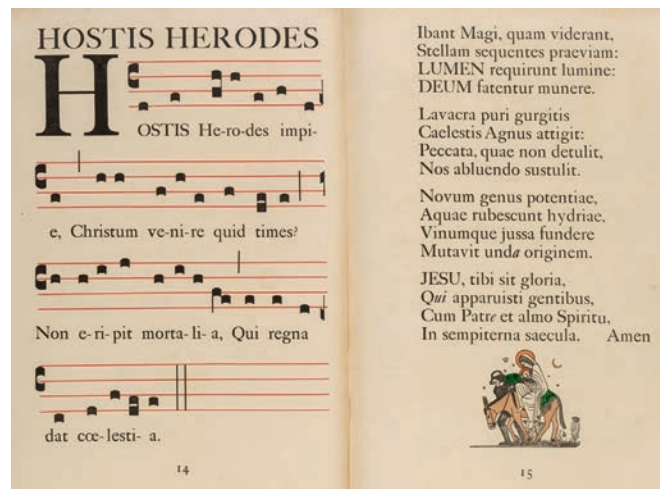 HOSTIS HERODES
HOSTIS He-ro-des impi-
e, Christum ve-ni-re quid times?
Non e-ri-pit morta-li-a, Qui regna
dat cœ-lesti-a.
14
Ibant Magi, quam viderant,
Stellam sequentes praeviam:
LUMEN requirunt lumine:
DEUM fatentur munere.
Lavacra puri gurgitis
Caelestis Agnus attigit:
Peccata, quae non detulit,
Nos abluendo sustulit.
Novum genus potentiae,
Aquae rubescunt hydriae,
Vinumque jussa fundere
Mutavit unda originem.
JESU, tibi sit gloria,
Qui apparuisti gentibus,
Cum Patre et almo Spiritu,
In sempiterna saecula. Amen
15